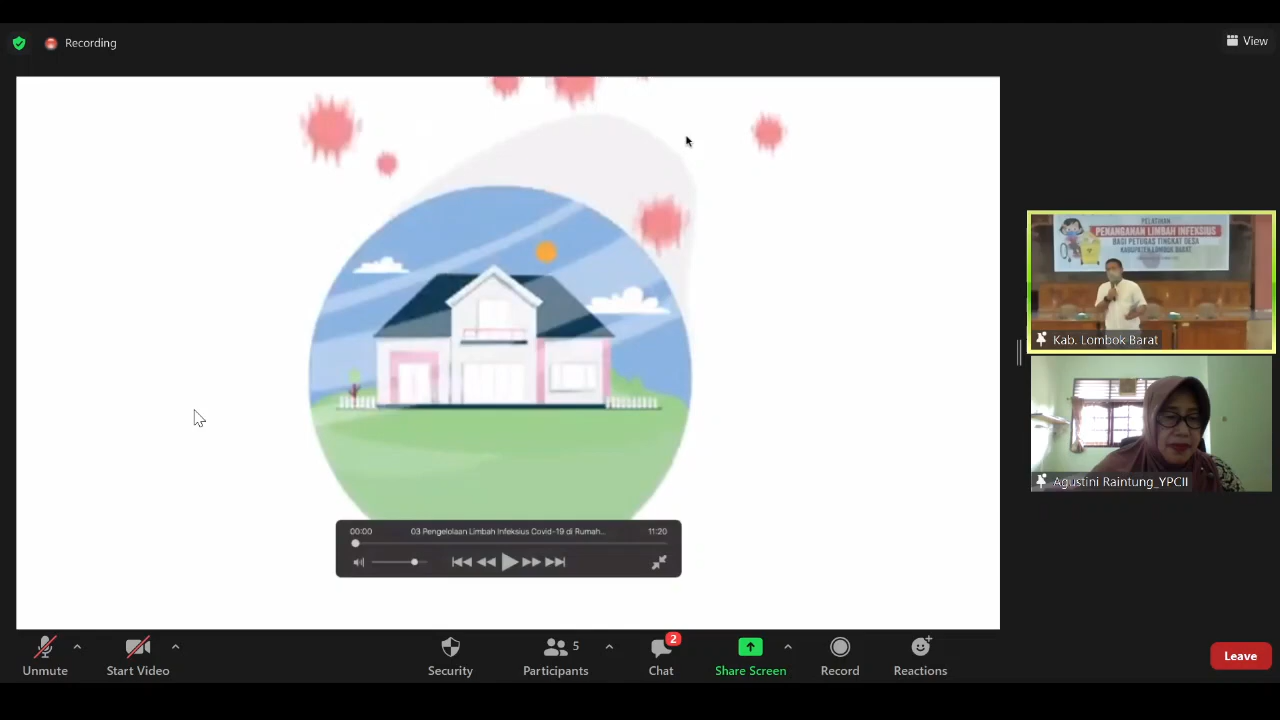 Recording
View
PELATIHAN
PENANGANAN LIMBAH INFEKSIUS
BAGI PETUGAS TINGKAT DESA
KABUPATEN LOMBOK BARAT
Kab. Lombok Barat
Agustini Raintung_YPCII
00:00
03 Pengelolaan Limbah Infeksius Covid-19 di Rumah...
11:20
Unmute
Start Video
Security
Participants
5
Chat
2
Share Screen
Record
Reactions
Leave